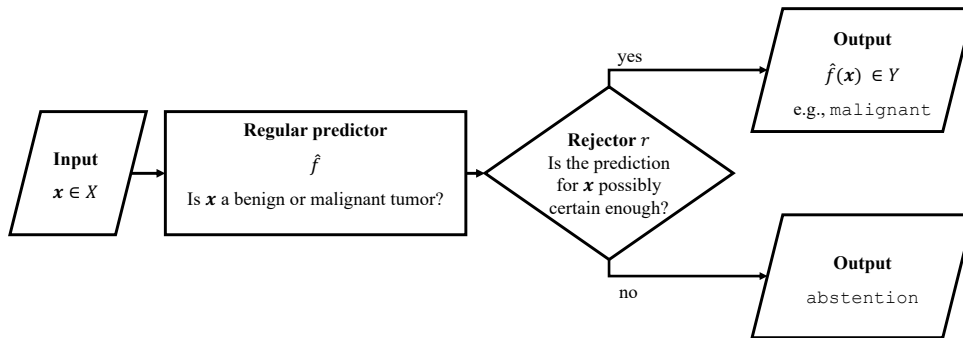 Input
𝒙 ∈ X
Regular predictor
f̂
Is 𝒙 a benign or malignant tumor?
Rejector r
Is the prediction
for 𝒙 possibly
certain enough?
yes
Output
f̂(𝒙) ∈ Y
e.g., malignant
no
Output
abstention